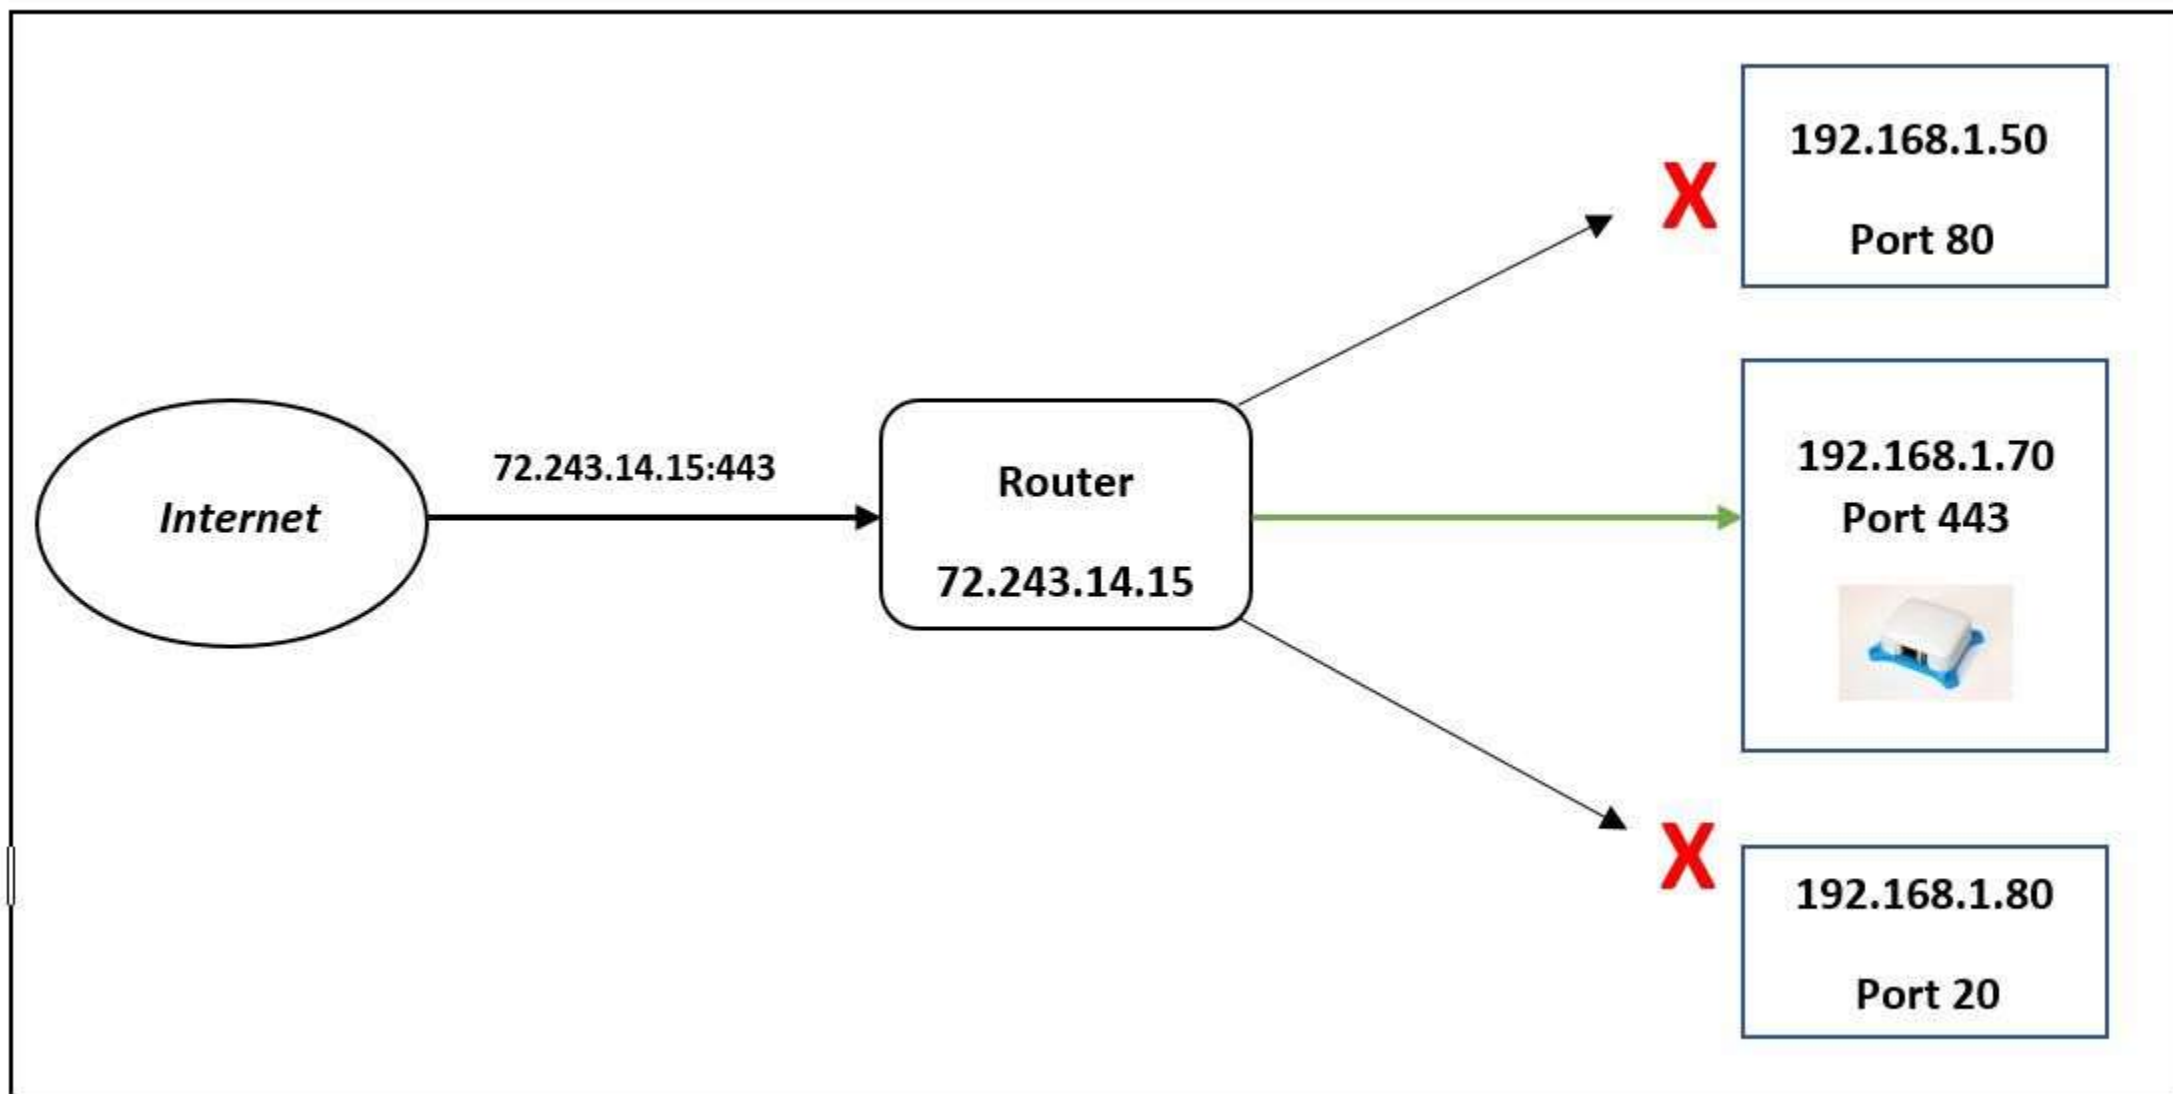 Internet
72.243.14.15:443
Router
72.243.14.15
X
192.168.1.50
Port 80
192.168.1.70
Port 443
X
192.168.1.80
Port 20